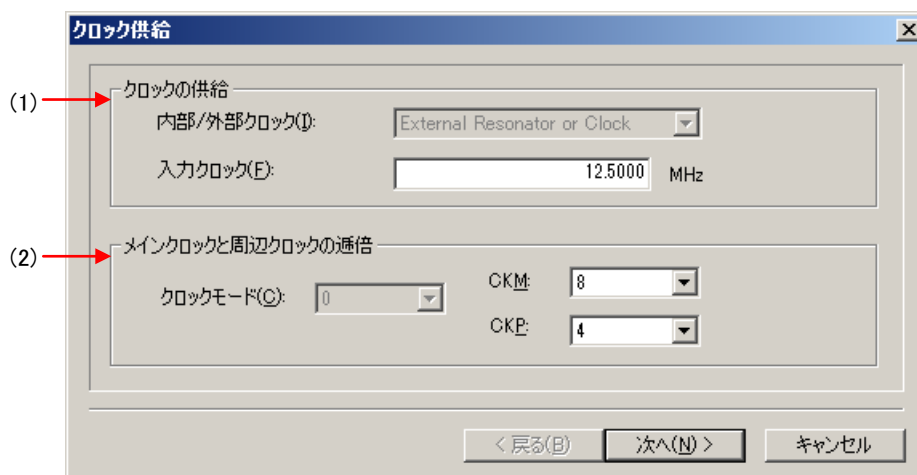 クロック供給
(1)
クロックの供給
内部/外部クロック(I):
External Resonator or Clock
入力クロック(F):
12.5000
MHz
(2)
メインクロックと周辺クロックの逓倍
クロックモード(C):
0
CKM:
8
CKP:
4
< 戻る(B)
次へ(N) >
キャンセル